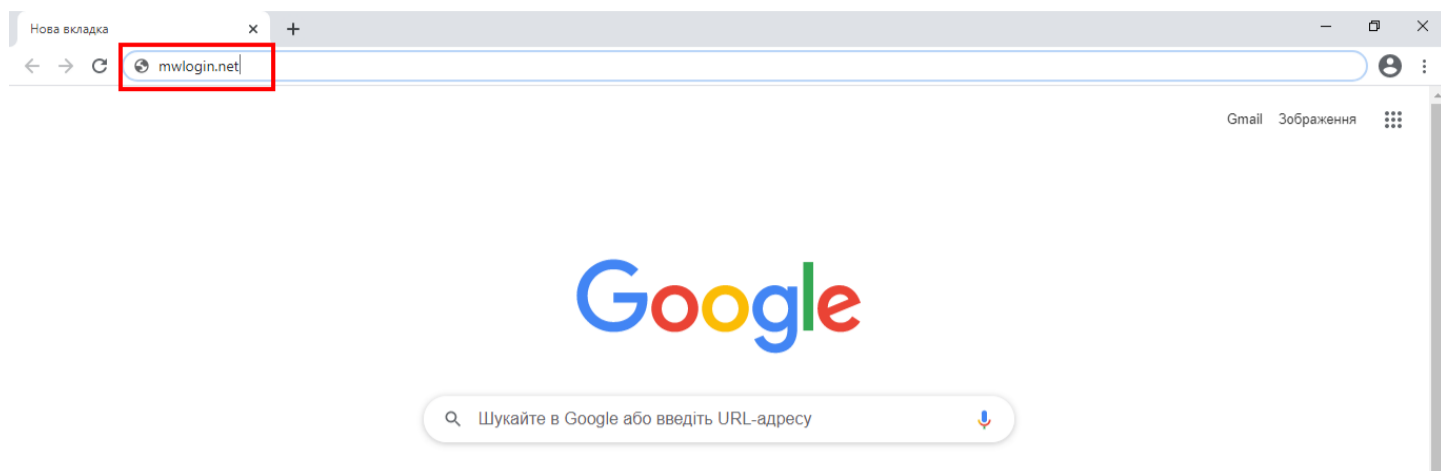 Нова вкладка
mwlogin.net
Gmail Зображення
Google
Шукайте в Google або введіть URL-адресу